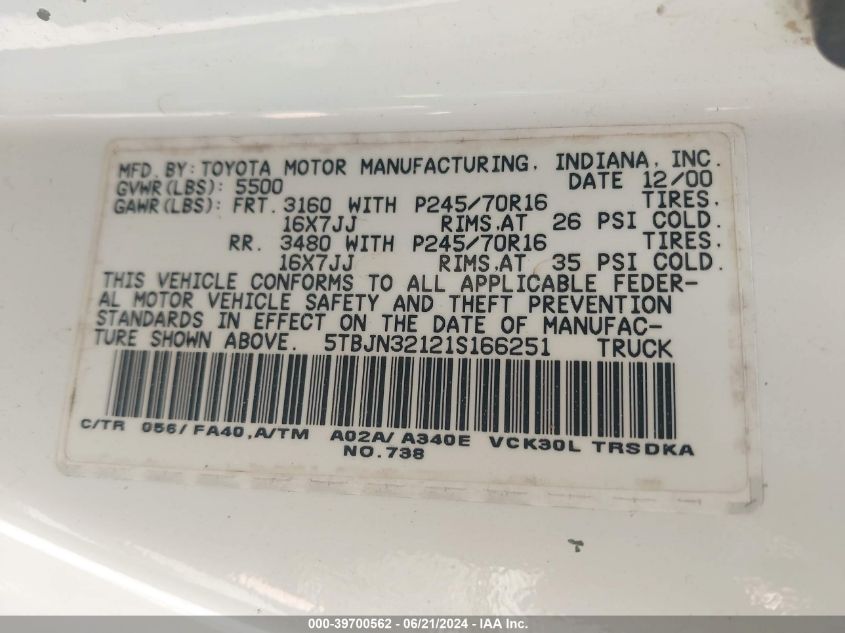 MFD. BY: TOYOTA MOTOR MANUFACTURING, INDIANA, INC.
GVWR(LBS): 5500 DATE 12/00
GAWR(LBS): FRT. 3160 WITH P245/70R16 TIRES,
16X7JJ RIMS,AT 26 PSI COLD.
RR. 3480 WITH P245/70R16 TIRES,
16X7JJ RIMS,AT 35 PSI COLD.
THIS VEHICLE CONFORMS TO ALL APPLICABLE FEDER-
AL MOTOR VEHICLE SAFETY AND THEFT PREVENTION
STANDARDS IN EFFECT ON THE DATE OF MANUFAC-
TURE SHOWN ABOVE. 5TBJN32121S166251 TRUCK
C/TR 056/FA40,A/TM A02A/A340E VCK30L TRSDKA
NO.738
000-39700562 - 06/21/2024 - IAA Inc.